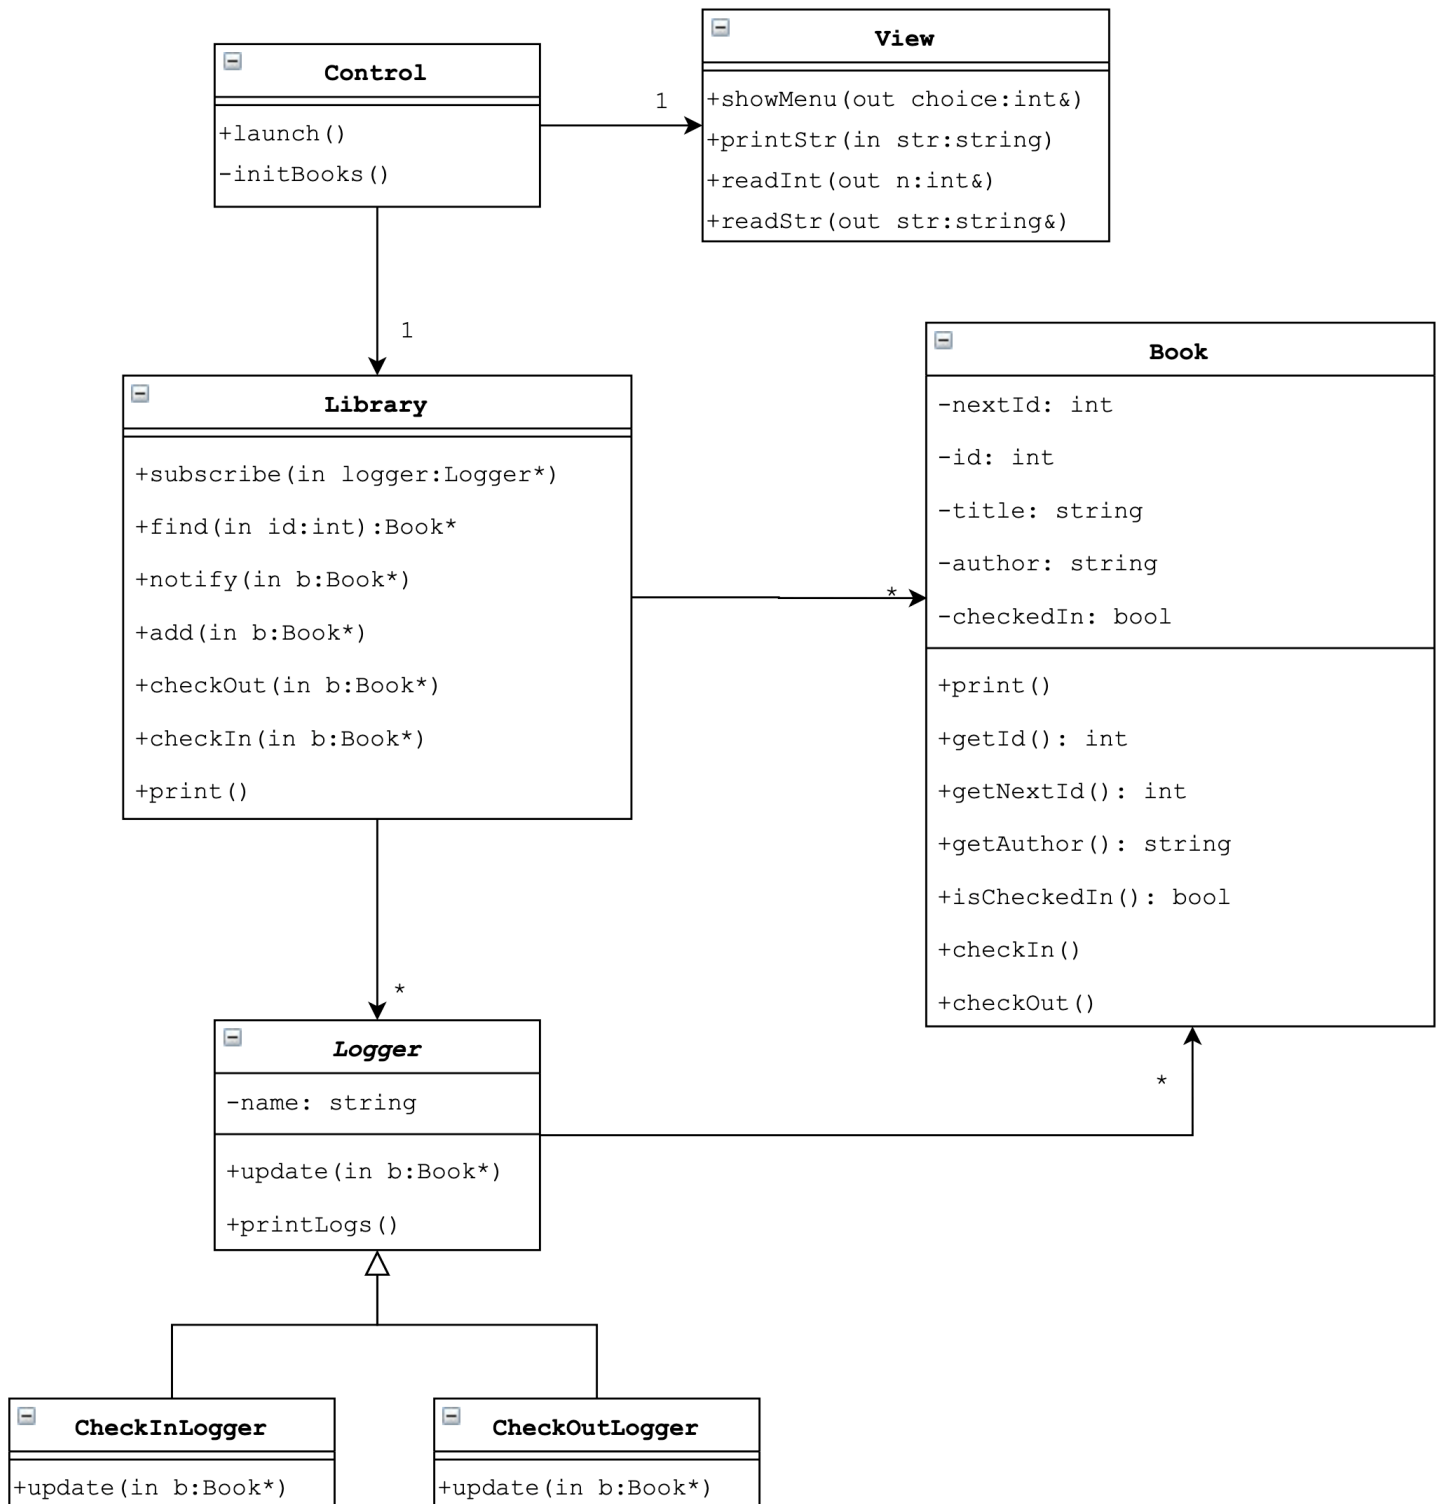 Control
+launch()
-initBooks()
1
View
+showMenu(out choice:int&)
+printStr(in str:string)
+readInt(out n:int&)
+readStr(out str:string&)
1
Library
+subscribe(in logger:Logger*)
+find(in id:int):Book*
+notify(in b:Book*)
+add(in b:Book*)
+checkOut(in b:Book*)
+checkIn(in b:Book*)
+print()
*
Book
-nextId: int
-id: int
-title: string
-author: string
-checkedIn: bool
+print()
+getId(): int
+getNextId(): int
+getAuthor(): string
+isCheckedIn(): bool
+checkIn()
+checkOut()
*
Logger
-name: string
+update(in b:Book*)
+printLogs()
*
CheckInLogger
+update(in b:Book*)
CheckOutLogger
+update(in b:Book*)